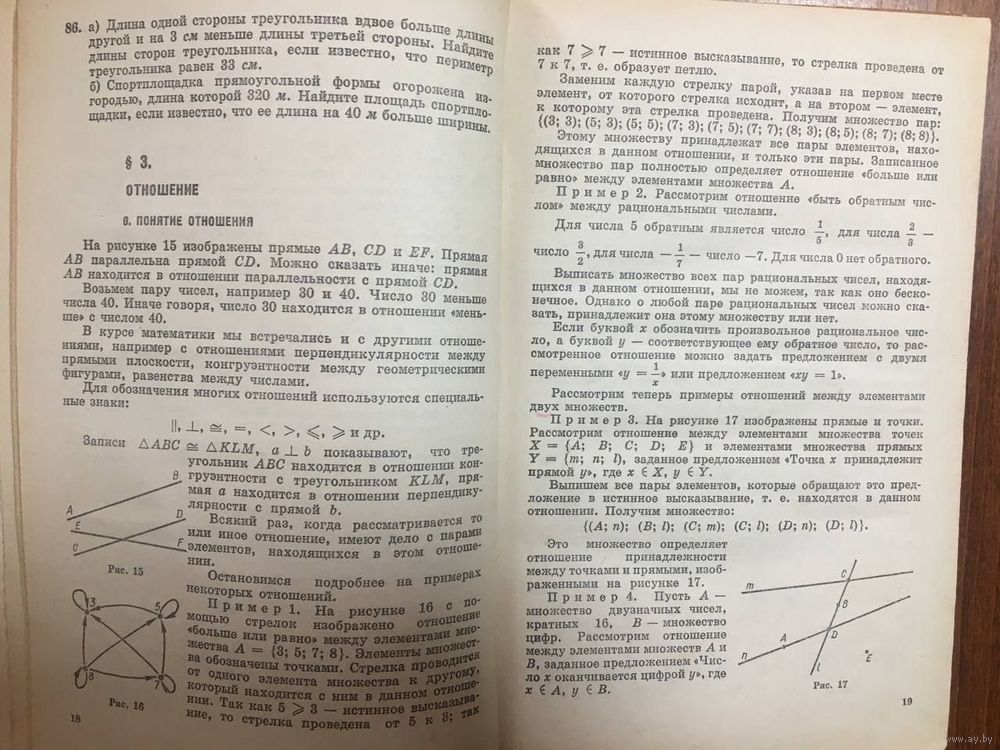 86. а) Длина одной стороны треугольника вдвое больше длины
другой и на 3 см меньше длины третьей стороны. Найдите
длины сторон треугольника, если известно, что периметр
треугольника равен 33 см.
б) Спортплощадка прямоугольной формы огорожена из-
городью, длина которой 320 м. Найдите площадь спортпло-
щадки, если известно, что ее длина на 40 м больше ширины.
§ 3.
ОТНОШЕНИЕ
6. ПОНЯТИЕ ОТНОШЕНИЯ
На рисунке 15 изображены прямые AB, CD и EF. Прямая
AB параллельна прямой CD. Можно сказать иначе: прямая
AB находится в отношении параллельности с прямой CD.
Возьмем пару чисел, например 30 и 40. Число 30 меньше
числа 40. Иначе говоря, число 30 находится в отношении «мень-
ше» с числом 40.
В курсе математики мы встречались и с другими отноше-
ниями, например с отношениями перпендикулярности между
прямыми плоскости, конгруэнтности между геометрическими
фигурами, равенства между числами.
Для обозначения многих отношений используются специаль-
ные знаки:
||, ⊥, ≅, =, <, >, ⩽, ⩾ и др.
Записи △ABC ≅ △KLM, a ⊥ b показывают, что тре-
угольник ABC находится в отношении кон-
груэнтности с треугольником KLM, пря-
мая a находится в отношении перпендику-
лярности с прямой b.
Всякий раз, когда рассматривается то
или иное отношение, имеют дело с парами
элементов, находящихся в этом отноше-
нии.
A
B
E
D
C
F
Рис. 15
Остановимся подробнее на примерах
некоторых отношений.
Пример 1. На рисунке 16 с по-
мощью стрелок изображено отношение
«больше или равно» между элементами мно-
жества A = {3; 5; 7; 8}. Элементы множест-
ва обозначены точками. Стрелка проводится
от одного элемента множества к другому,
который находится с ним в данном отноше-
нии. Так как 5 ⩾ 3 — истинное высказыва-
ние, то стрелка проведена от 5 к 3; так
3
5
8
7
Рис. 16
18
как 7 ⩾ 7 — истинное высказывание, то стрелка проведена от
7 к 7, т. е. образует петлю.
Заменим каждую стрелку парой, указав на первом месте
элемент, от которого стрелка исходит, а на втором — элемент,
к которому эта стрелка проведена. Получим множество пар:
{(3; 3); (5; 3); (5; 5); (7; 3); (7; 5); (7; 7); (8; 3); (8; 5); (8; 7); (8; 8)}.
Этому множеству принадлежат все пары элементов, нахо-
дящихся в данном отношении, и только эти пары. Записанное
множество пар полностью определяет отношение «больше или
равно» между элементами множества A.
Пример 2. Рассмотрим отношение «быть обратным чис-
лом» между рациональными числами.
Для числа 5 обратным является число 1/5, для числа 2/3 —
число 3/2, для числа —1/7 — число —7. Для числа 0 нет обратного.
Выписать множество всех пар рациональных чисел, находя-
щихся в данном отношении, мы не можем, так как оно беско-
нечное. Однако о любой паре рациональных чисел можно ска-
зать, принадлежит она этому множеству или нет.
Если буквой x обозначить произвольное рациональное чис-
ло, а буквой y — соответствующее ему обратное число, то рас-
смотренное отношение можно задать предложением с двумя
переменными «y = 1/x» или предложением «xy = 1».
Рассмотрим теперь примеры отношений между элементами
двух множеств.
Пример 3. На рисунке 17 изображены прямые и точки.
Рассмотрим отношение между элементами множества точек
X = {A; B; C; D; E} и элементами множества прямых
Y = {m; n; l}, заданное предложением «Точка x принадлежит
прямой y», где x ∈ X, y ∈ Y.
Выпишем все пары элементов, которые обращают это пред-
ложение в истинное высказывание, т. е. находятся в данном
отношении. Получим множество:
{(A; n); (B; l); (C; m); (C; l); (D; n); (D; l)}.
Это множество определяет
отношение принадлежности
между точками и прямыми, изоб-
раженными на рисунке 17.
Пример 4. Пусть A —
множество двузначных чисел,
кратных 16, B — множество
цифр. Рассмотрим отношение
между элементами множеств A и
B, заданное предложением «Чис-
ло x оканчивается цифрой y», где
x ∈ A, y ∈ B.
m
C
B
A
D
n
l
E
Рис. 17
19
www.ay.by